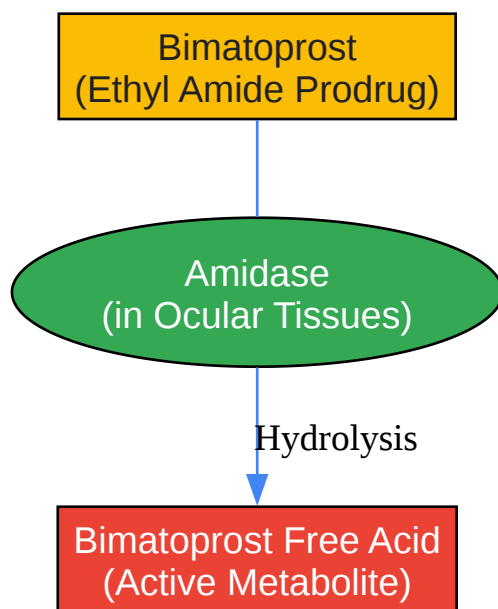 Bimatoprost
(Ethyl Amide Prodrug)
Amidase
(in Ocular Tissues)
Hydrolysis
Bimatoprost Free Acid
(Active Metabolite)